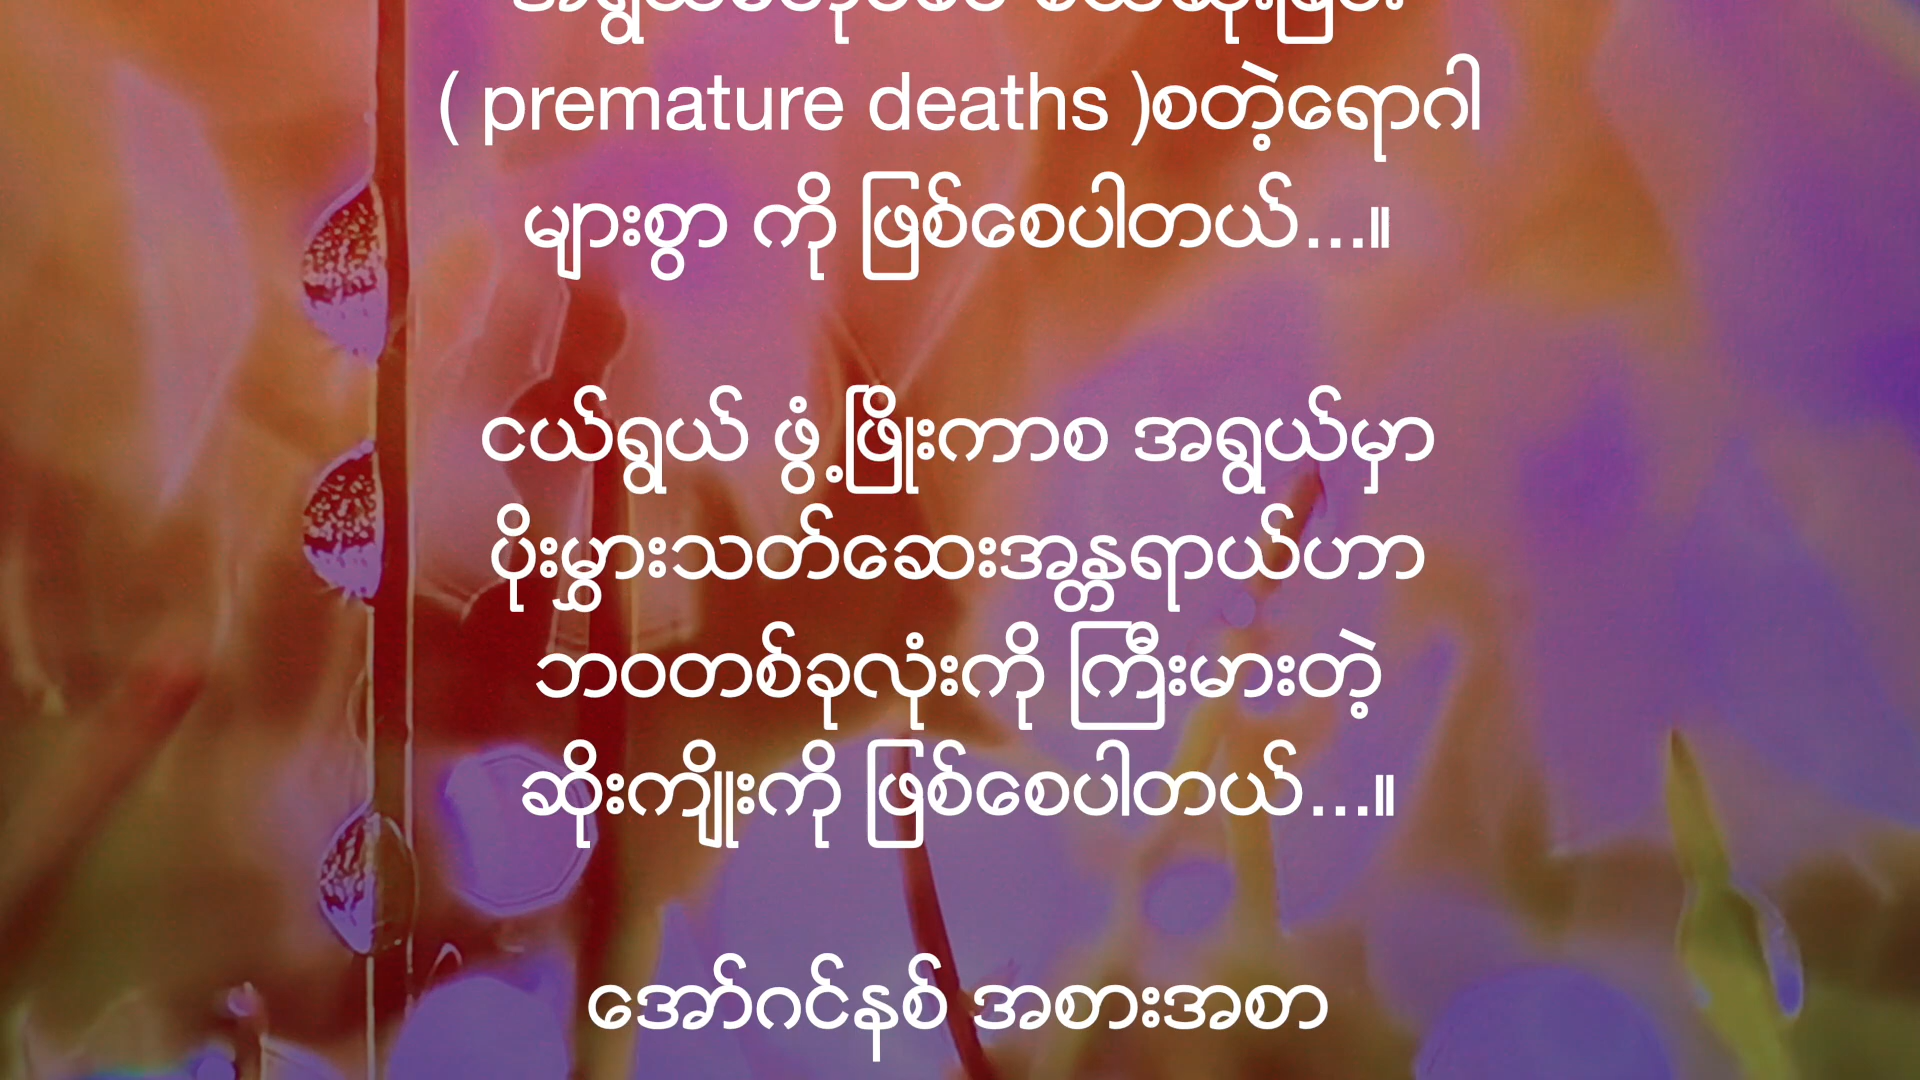 ( premature deaths )စတဲ့ရောဂါ
များစွာ ကို ဖြစ်စေပါတယ်...။
ငယ်ရွယ် ဖွံ့ဖြိုးကာစ အရွယ်မှာ
ပိုးမွှားသတ်ဆေးအန္တရာယ်ဟာ
ဘဝတစ်ခုလုံးကို ကြီးမားတဲ့
ဆိုးကျိုးကို ဖြစ်စေပါတယ်...။
အော်ဂင်နစ် အစားအစာ